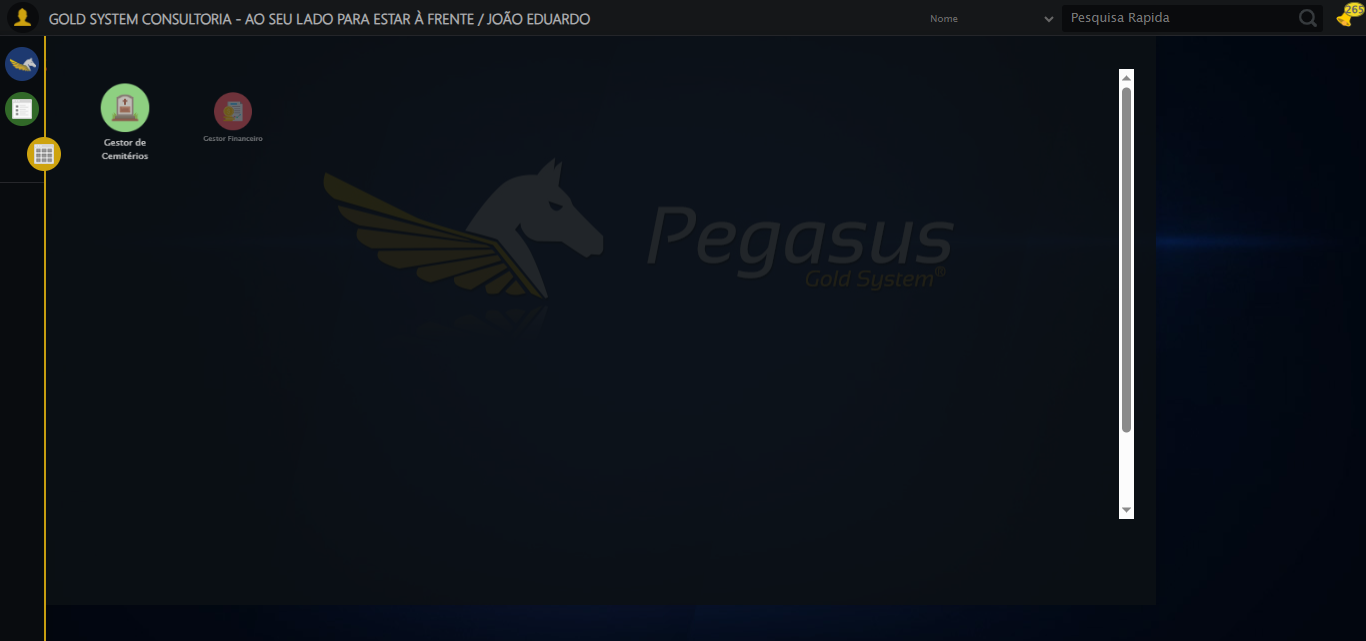 GOLD SYSTEM CONSULTORIA - AO SEU LADO PARA ESTAR À FRENTE / JOÃO EDUARDO
Nome
Pesquisa Rapida
265
Gestor de
Cemitérios
Gestor Financeiro
Pegasus
Gold System®